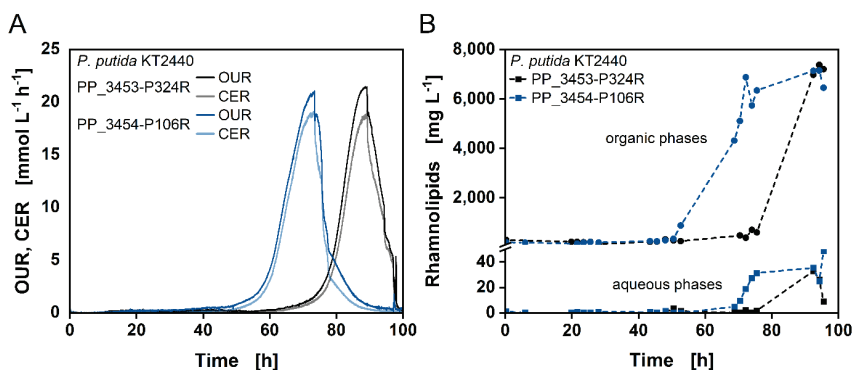 A
P. putida KT2440
PP_3453-P324R
OUR
CER
PP_3454-P106R
OUR
CER
OUR, CER [mmol L⁻¹ h⁻¹]
25
20
15
10
5
0
0 20 40 60 80 100
Time [h]
B
P. putida KT2440
PP_3453-P324R
PP_3454-P106R
organic phases
aqueous phases
Rhamnolipids [mg L⁻¹]
8,000
6,000
4,000
2,000
40
20
0
0 20 40 60 80 100
Time [h]